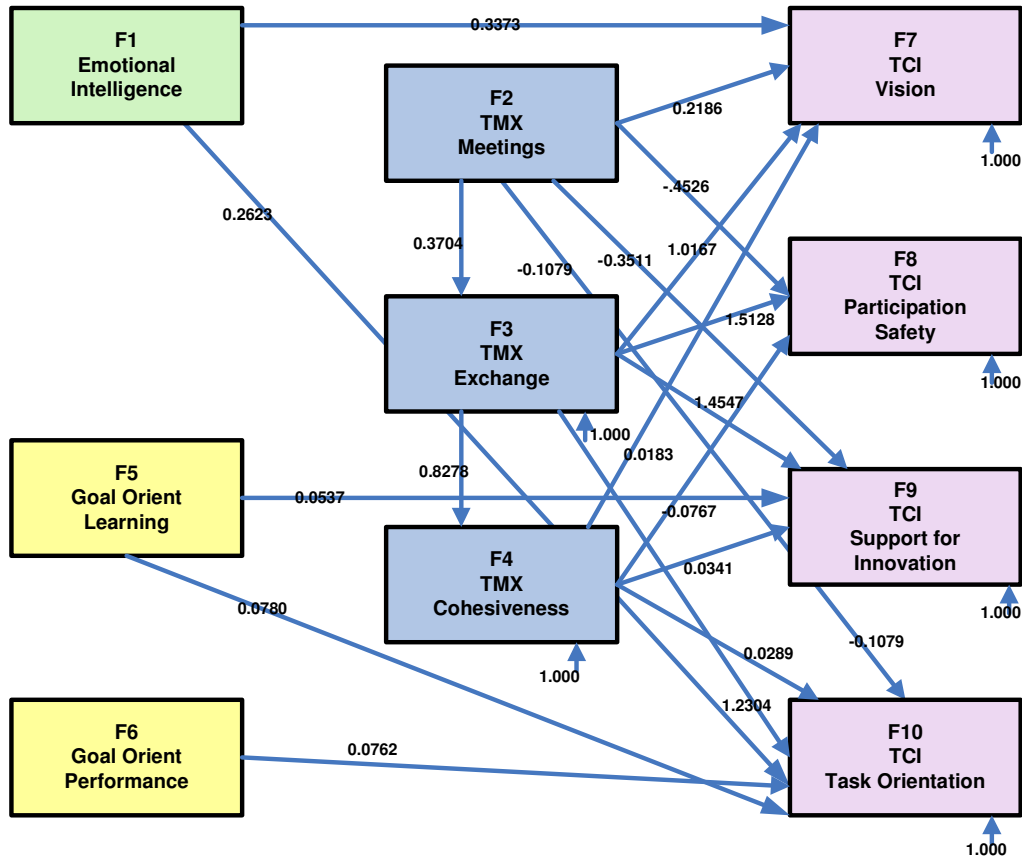 F1
Emotional
Intelligence
0.3373
F7
TCI
Vision
F2
TMX
Meetings
0.2186
1.000
-.4526
0.2623
0.3704
-0.1079
-0.3511
1.0167
F8
TCI
Participation
Safety
F3
TMX
Exchange
1.5128
1.000
1.4547
1.000
0.0183
F5
Goal Orient
Learning
0.8278
0.0537
-0.0767
F9
TCI
Support for
Innovation
F4
TMX
Cohesiveness
0.0341
0.0780
1.000
-0.1079
0.0289
1.000
1.2304
F6
Goal Orient
Performance
0.0762
F10
TCI
Task Orientation
1.000